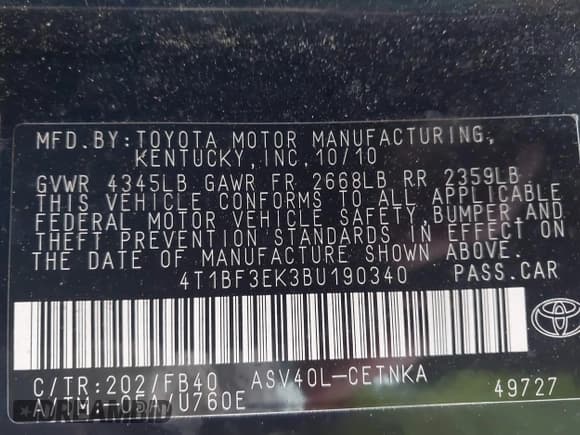 MFD.BY:TOYOTA MOTOR MANUFACTURING,
KENTUCKY,INC,10/10
GVWR 4345LB GAWR FR 2668LB RR 2359LB
THIS VEHICLE CONFORMS TO ALL APPLICABLE
FEDERAL MOTOR VEHICLE SAFETY,BUMPER,AND
THEFT PREVENTION STANDARDS IN EFFECT ON
THE DATE OF MANUFACTURE SHOWN ABOVE.
4T1BF3EK3BU190340 PASS.CAR
C/TR:202/FB40 ASV40L-CETNKA
A/TM: /U760E 49727